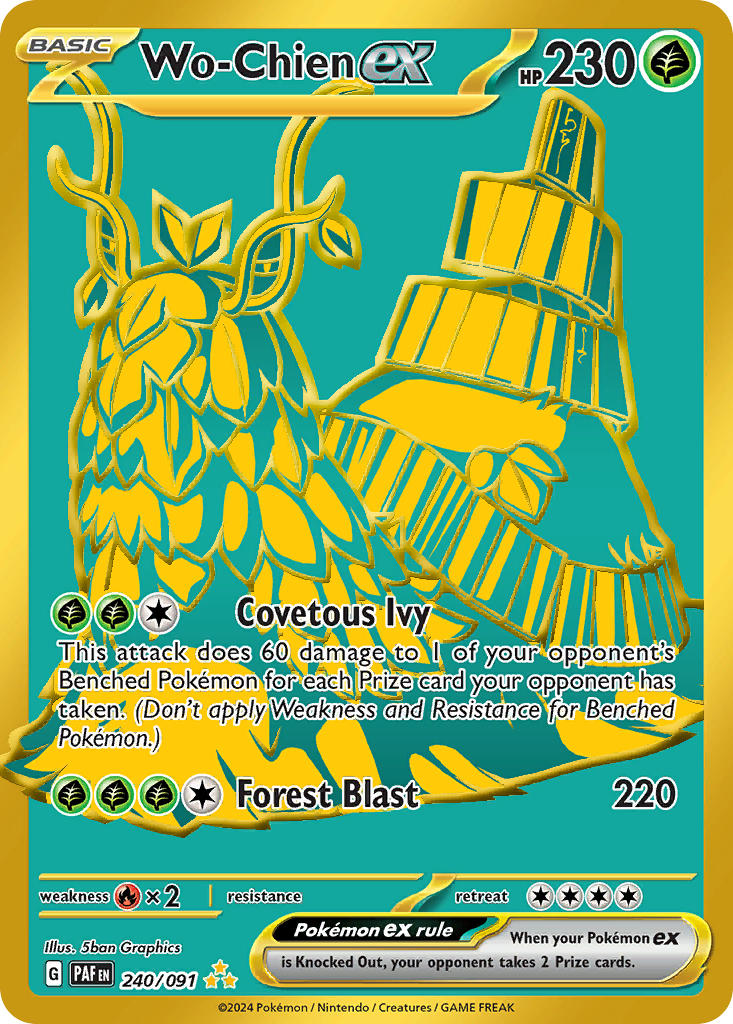 BASIC Wo-Chien ex HP 230
Covetous Ivy
This attack does 60 damage to 1 of your opponent's
Benched Pokémon for each Prize card your opponent has
taken. (Don't apply Weakness and Resistance for Benched
Pokémon.)
Forest Blast 220
weakness ×2 resistance retreat
Pokémon ex rule When your Pokémon ex
is Knocked Out, your opponent takes 2 Prize cards.
Illus. 5ban Graphics
G PAF EN 240/091
©2024 Pokémon / Nintendo / Creatures / GAME FREAK